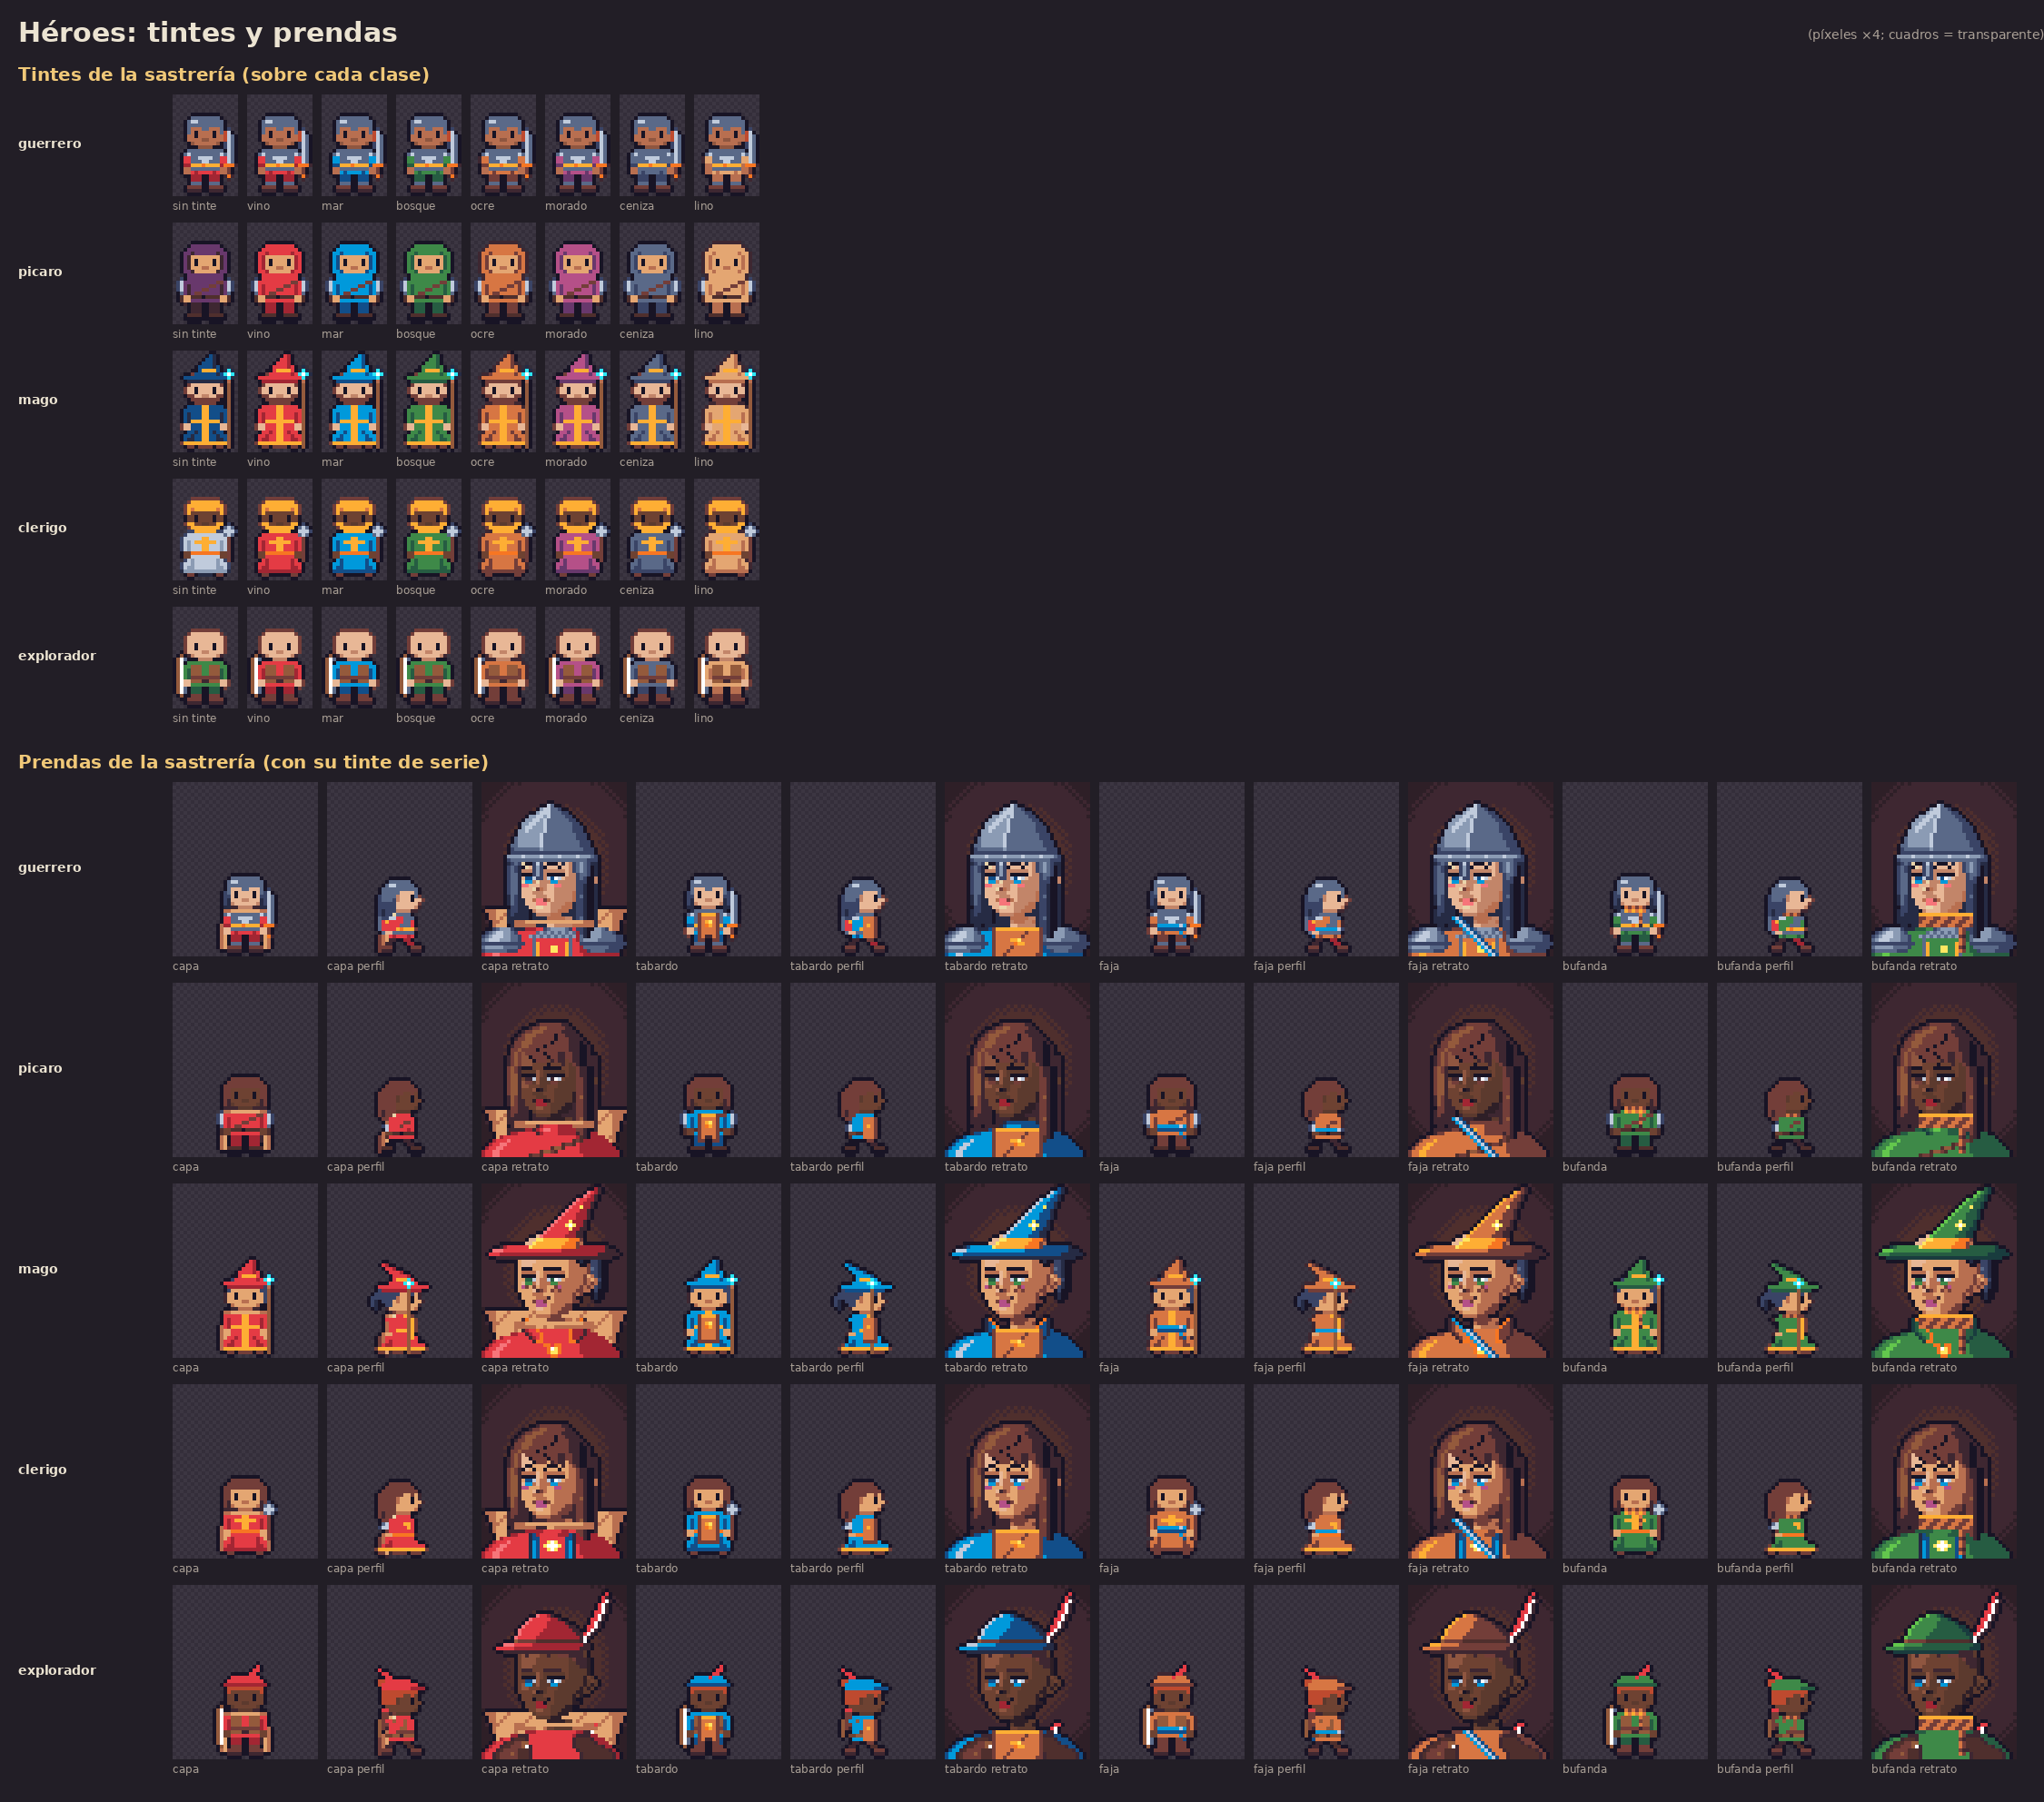 Héroes: tintes y prendas
(píxeles ×4; cuadros = transparente)
Tintes de la sastrería (sobre cada clase)
guerrero
sin tinte vino mar bosque ocre morado ceniza lino
picaro
sin tinte vino mar bosque ocre morado ceniza lino
mago
sin tinte vino mar bosque ocre morado ceniza lino
clerigo
sin tinte vino mar bosque ocre morado ceniza lino
explorador
sin tinte vino mar bosque ocre morado ceniza lino
Prendas de la sastrería (con su tinte de serie)
guerrero
capa capa perfil capa retrato tabardo tabardo perfil tabardo retrato faja faja perfil faja retrato bufanda bufanda perfil bufanda retrato
picaro
capa capa perfil capa retrato tabardo tabardo perfil tabardo retrato faja faja perfil faja retrato bufanda bufanda perfil bufanda retrato
mago
capa capa perfil capa retrato tabardo tabardo perfil tabardo retrato faja faja perfil faja retrato bufanda bufanda perfil bufanda retrato
clerigo
capa capa perfil capa retrato tabardo tabardo perfil tabardo retrato faja faja perfil faja retrato bufanda bufanda perfil bufanda retrato
explorador
capa capa perfil capa retrato tabardo tabardo perfil tabardo retrato faja faja perfil faja retrato bufanda bufanda perfil bufanda retrato